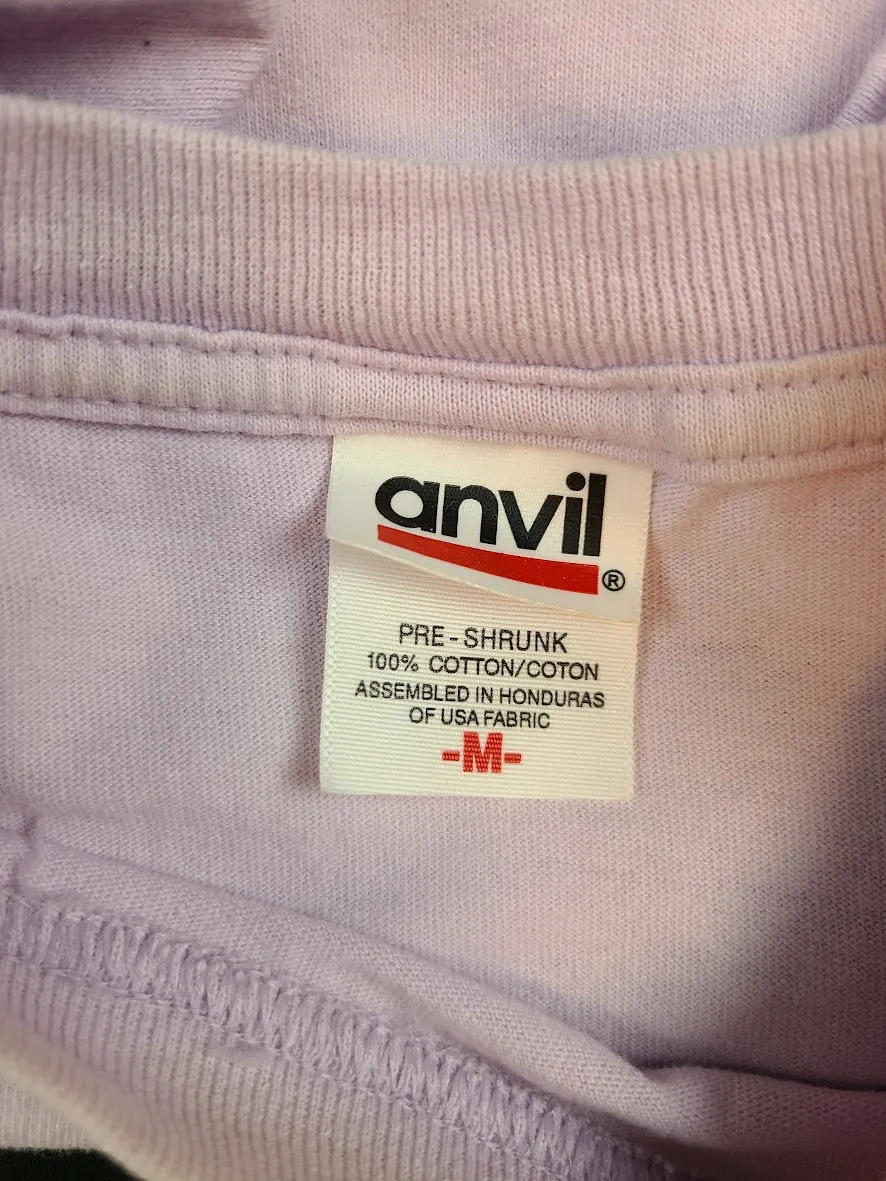 anvil®
PRE-SHRUNK
100% COTTON/COTON
ASSEMBLED IN HONDURAS
OF USA FABRIC
-M-